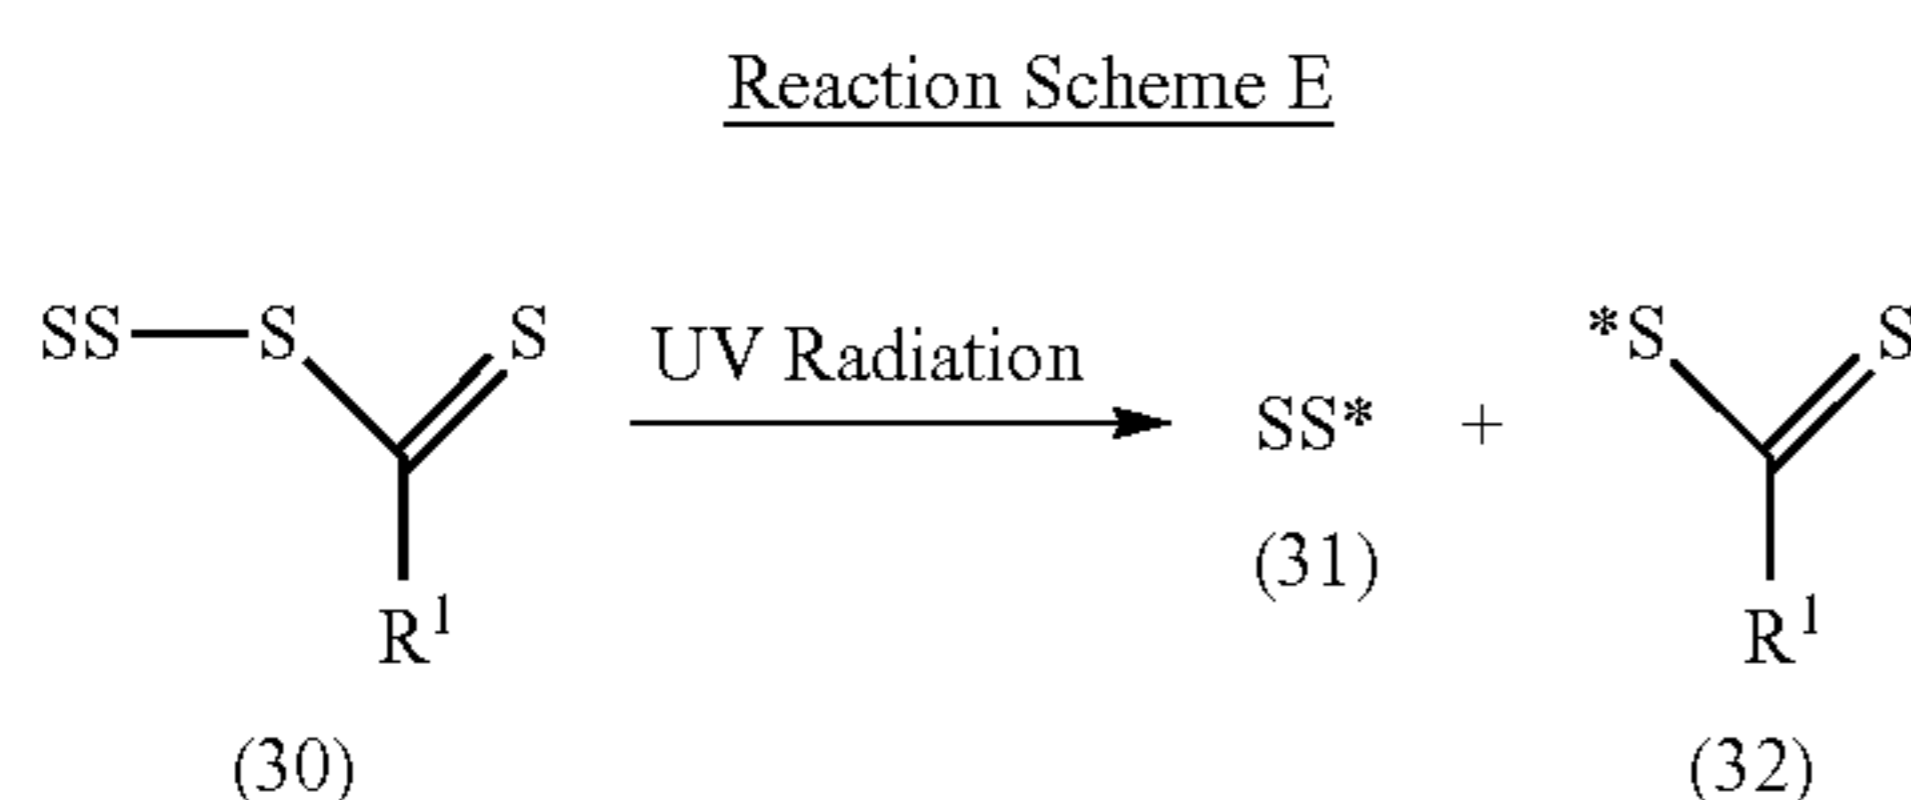 Reaction Scheme E
SS S S UV Radiation SS* + *S S
R¹ R¹
(30) (31) (32)